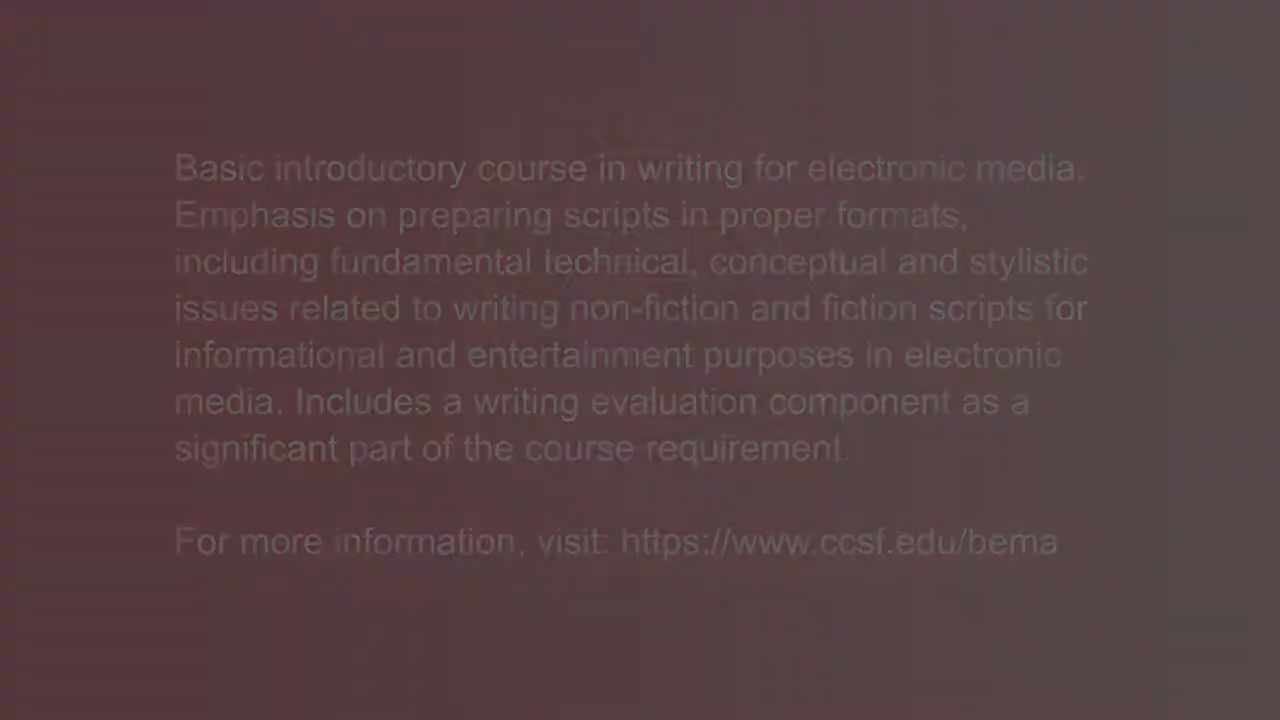 Basic introductory course in writing for electronic media.
Emphasis on preparing scripts in proper formats,
including fundamental technical, conceptual and stylistic
issues related to writing non-fiction and fiction scripts for
informational and entertainment purposes in electronic
media. Includes a writing evaluation component as a
significant part of the course requirement.
For more information, visit: https://www.ccsf.edu/bema